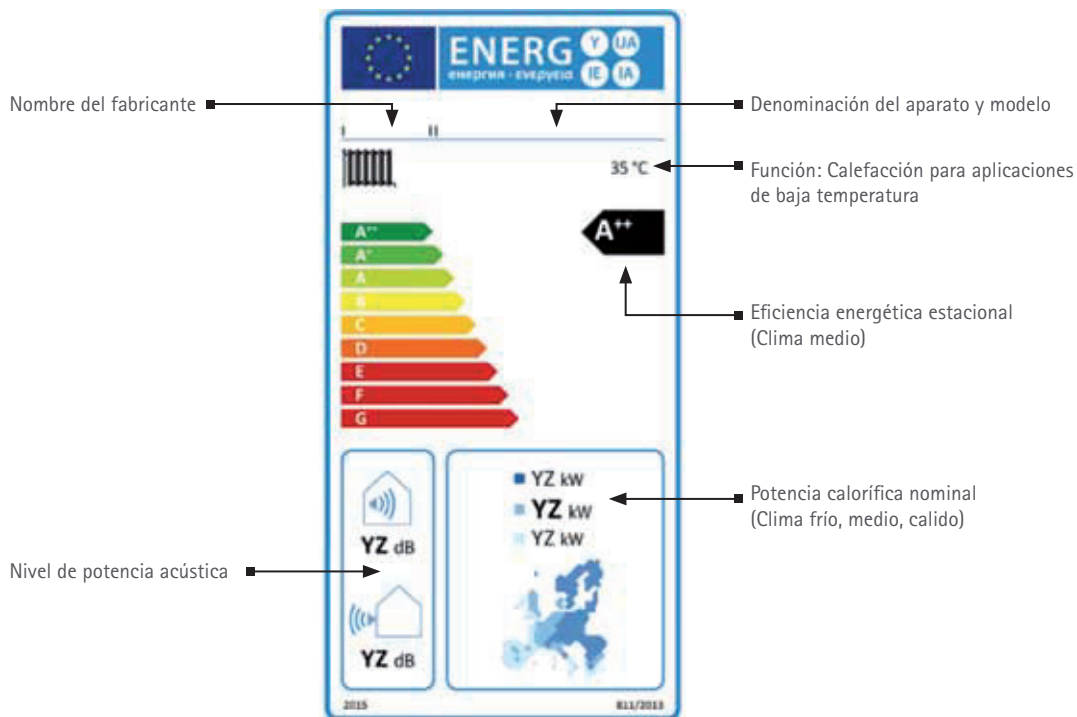 ENERG Y UA
енергия · ενεργεια IE IA
Nombre del fabricante
Denominación del aparato y modelo
I II
35 °C
Función: Calefacción para aplicaciones
de baja temperatura
A++
A++
A+
A
B
C
D
E
F
G
Eficiencia energética estacional
(Clima medio)
YZ kW
YZ kW
YZ kW
Potencia calorífica nominal
(Clima frío, medio, calido)
YZ dB
Nivel de potencia acústica
YZ dB
2015
811/2013